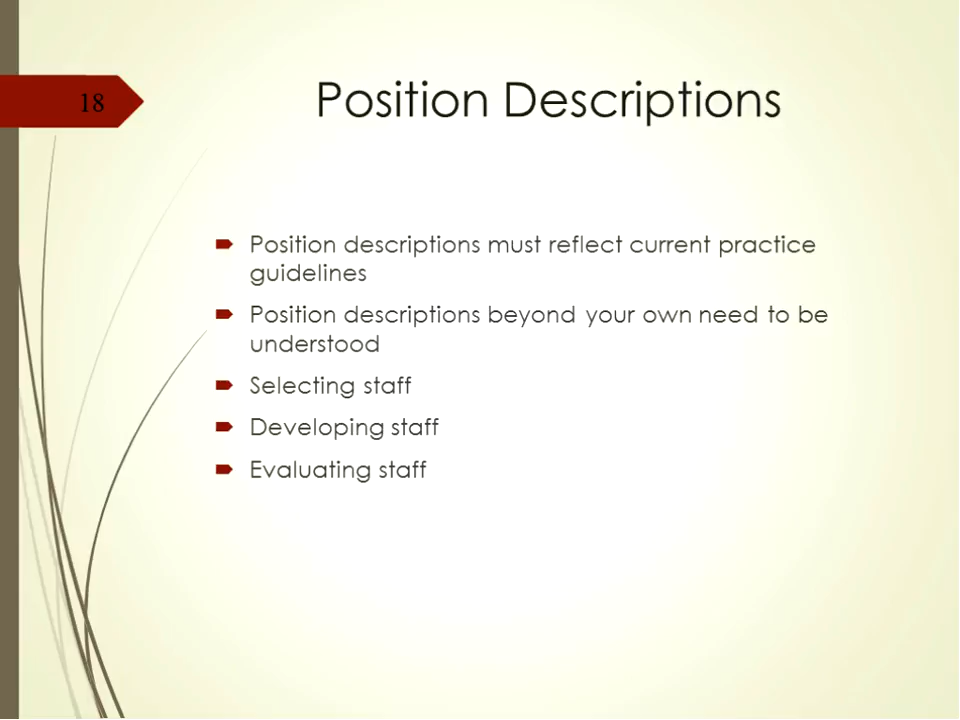 18
Position Descriptions
Position descriptions must reflect current practice
guidelines
Position descriptions beyond your own need to be
understood
Selecting staff
Developing staff
Evaluating staff